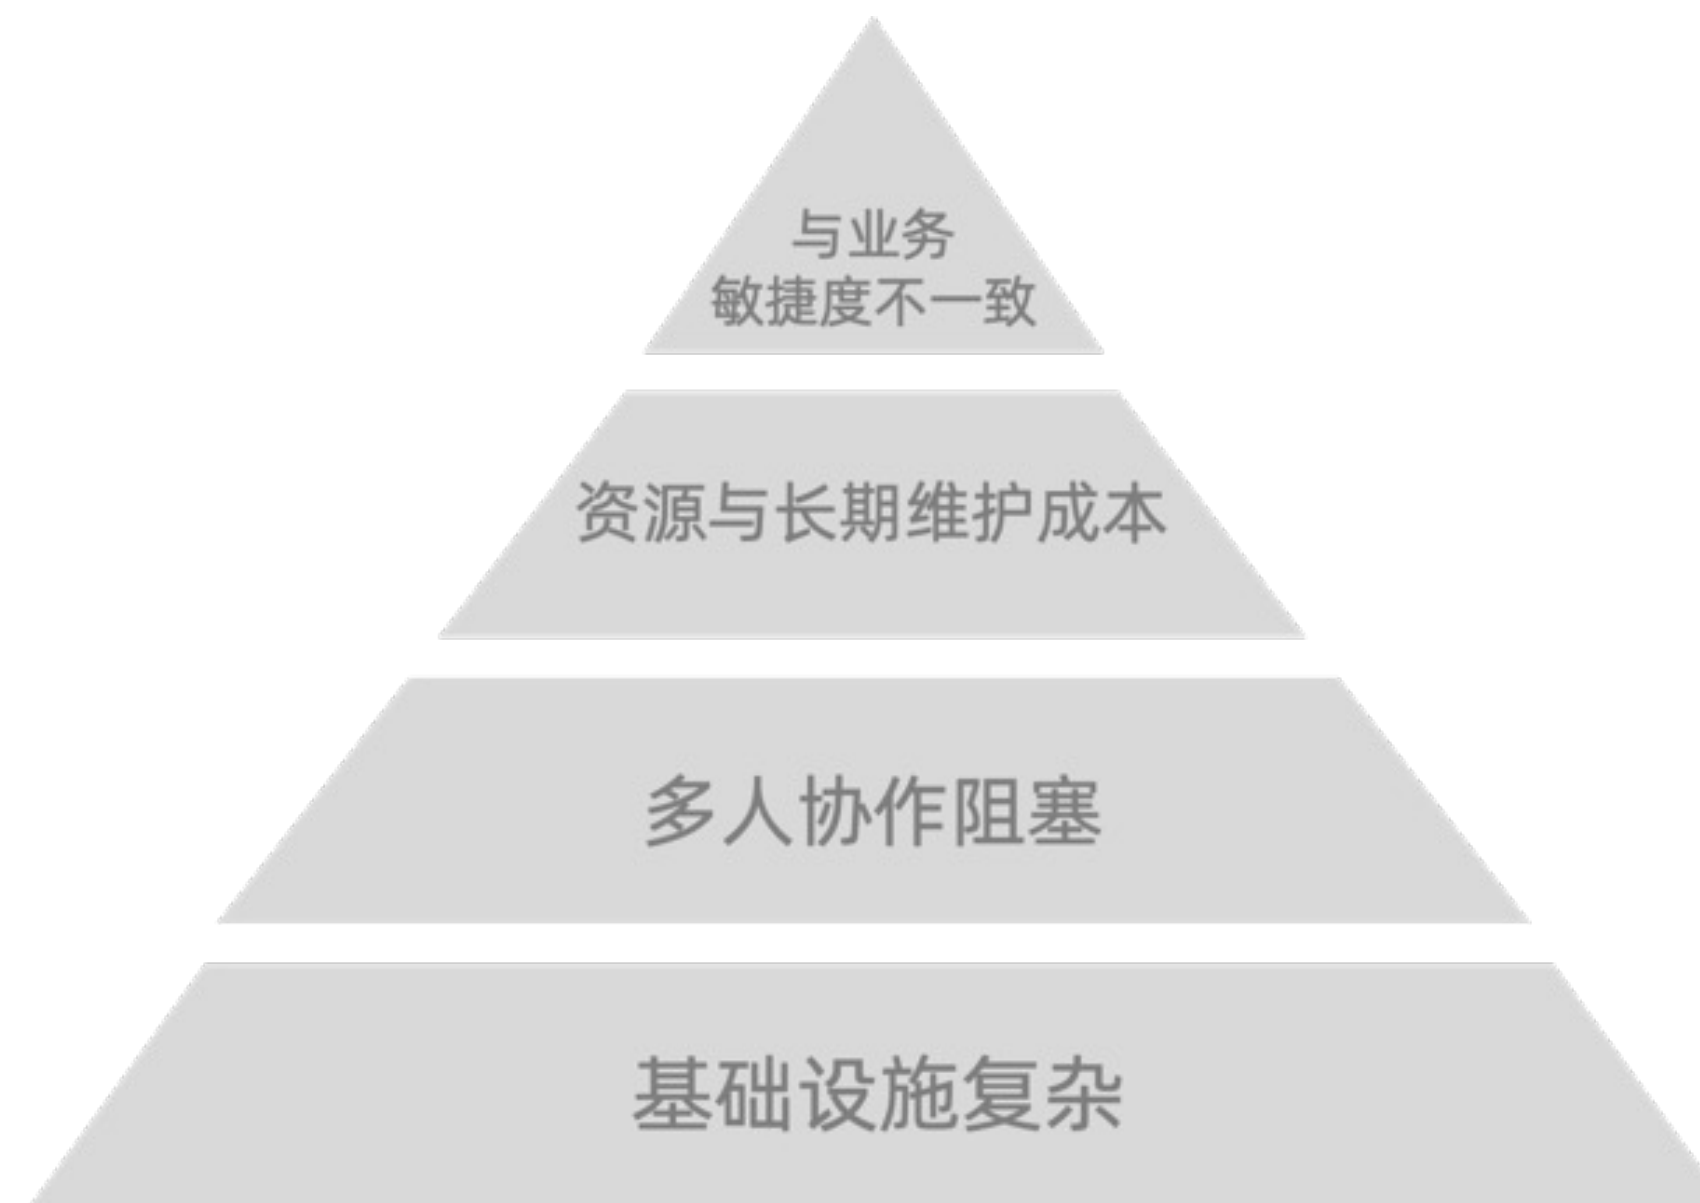 与业务
敏捷度不一致
资源与长期维护成本
多人协作阻塞
基础设施复杂